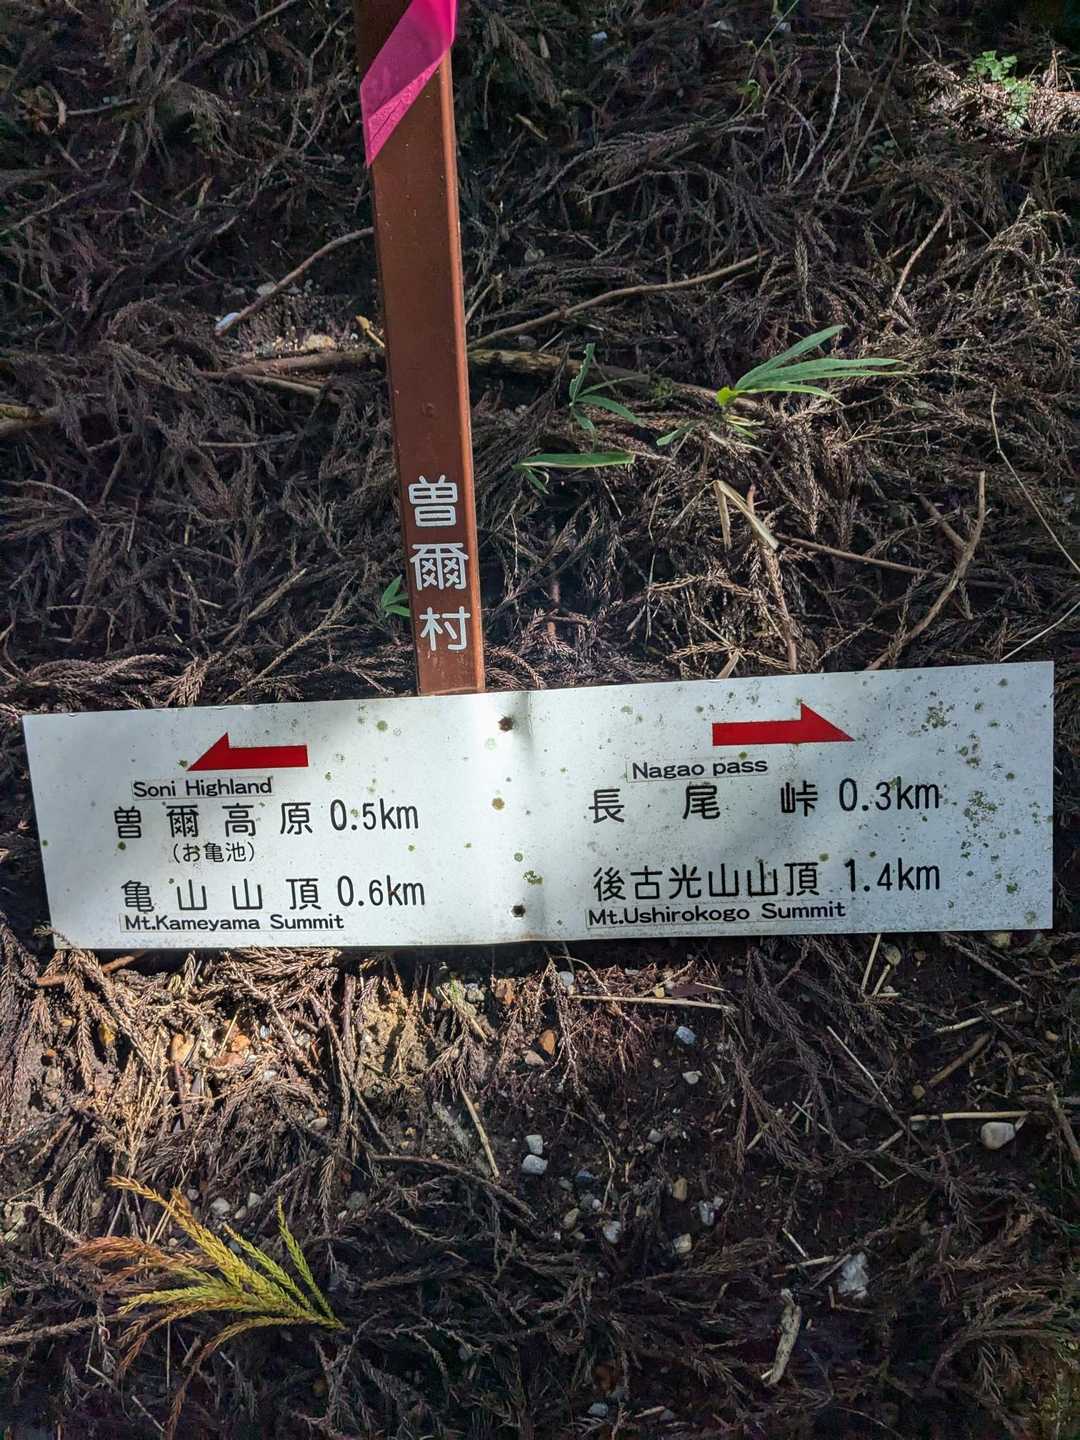 曽爾村
Soni Highland
曽爾高原 0.5km
(お亀池)
亀山山頂 0.6km
Mt.Kameyama Summit
Nagao pass
長尾峠 0.3km
後古光山山頂 1.4km
Mt.Ushirokogo Summit